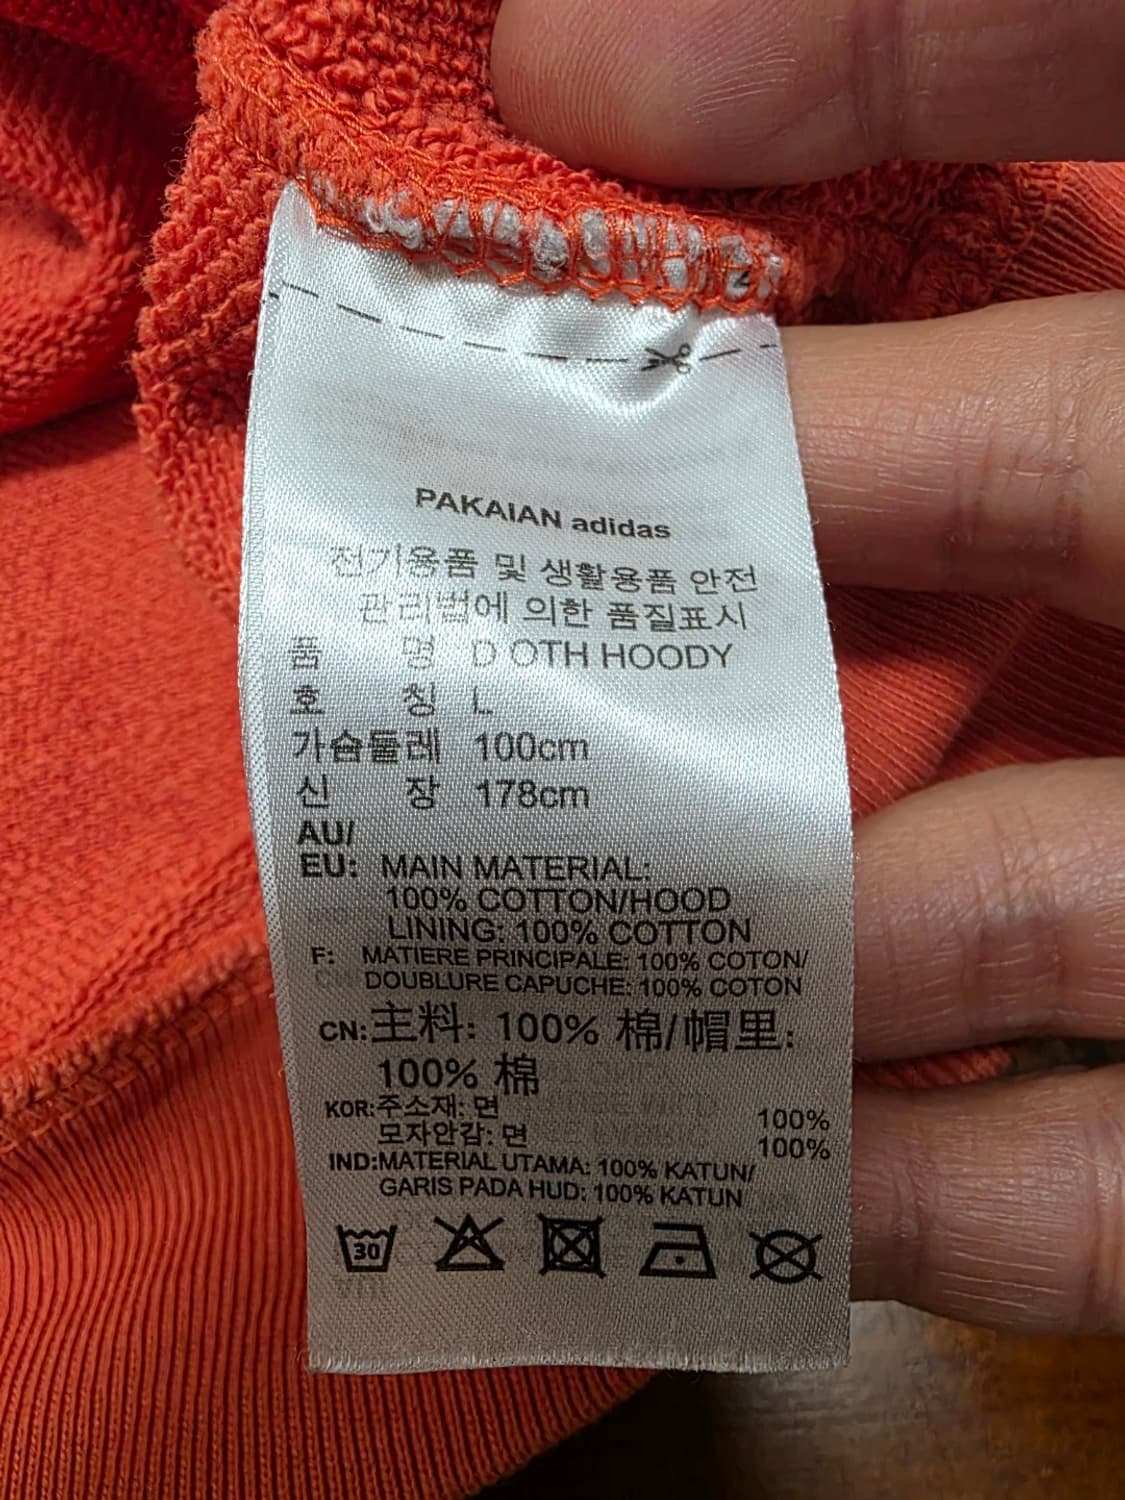 PAKAIAN adidas
전기용품 및 생활용품 안전
관리법에 의한 품질표시
품 명 D OTH HOODY
호 칭 L
가슴둘레 100cm
신 장 178cm
AU/
EU: MAIN MATERIAL:
100% COTTON/HOOD
LINING: 100% COTTON
F: MATIERE PRINCIPALE: 100% COTON/
DOUBLURE CAPUCHE: 100% COTON
CN: 主料: 100% 棉/帽里:
100% 棉
KOR: 주소재: 면 100%
모자안감: 면 100%
IND: MATERIAL UTAMA: 100% KATUN/
GARIS PADA HUD: 100% KATUN
30